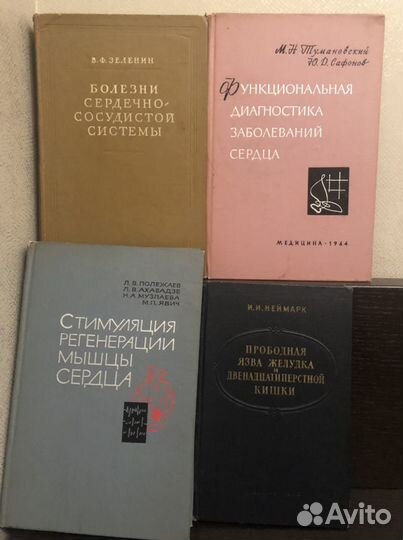 В. Ф. ЗЕЛЕНИН
БОЛЕЗНИ
СЕРДЕЧНО-
СОСУДИСТОЙ
СИСТЕМЫ
М. Н. Тумановский
Ю. Д. Сафонов
ФУНКЦИОНАЛЬНАЯ
ДИАГНОСТИКА
ЗАБОЛЕВАНИЙ
СЕРДЦА
МЕДИЦИНА · 1964
Л. В. ПОЛЕЖАЕВ
Л. В. АХАБАДЗЕ
Н. А. МУЗЛАЕВА
М. П. ЯВИЧ
СТИМУЛЯЦИЯ
РЕГЕНЕРАЦИИ
МЫШЦЫ
СЕРДЦА
И. И. НЕЙМАРК
ПРОБОДНАЯ
ЯЗВА ЖЕЛУДКА
И
ДВЕНАДЦАТИПЕРСТНОЙ
КИШКИ
Avito